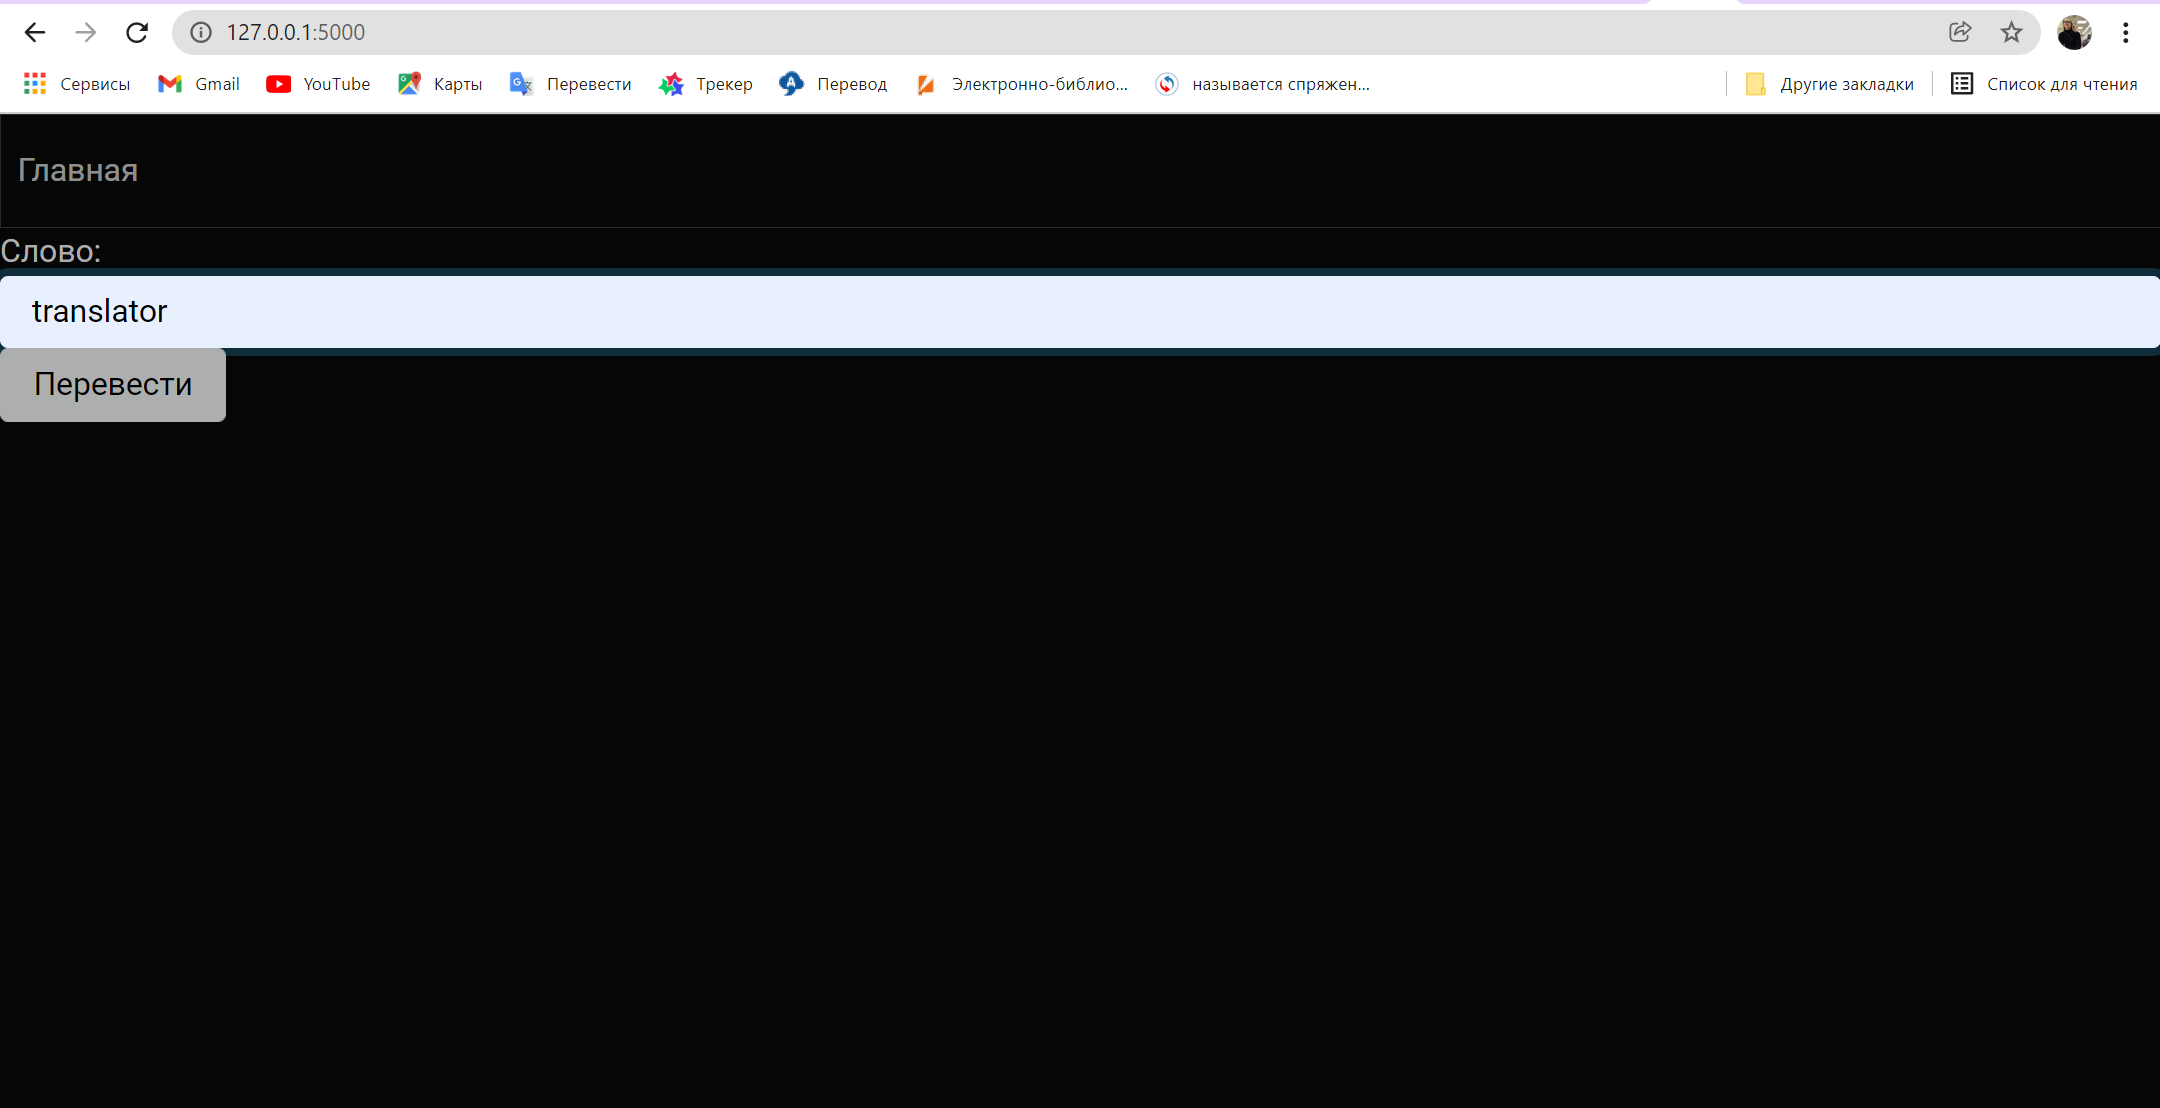 127.0.0.1:5000
Сервисы Gmail YouTube Карты Перевести Трекер Перевод Электронно-библио... называется спряжен... Другие закладки Список для чтения
Главная
Слово:
translator
Перевести